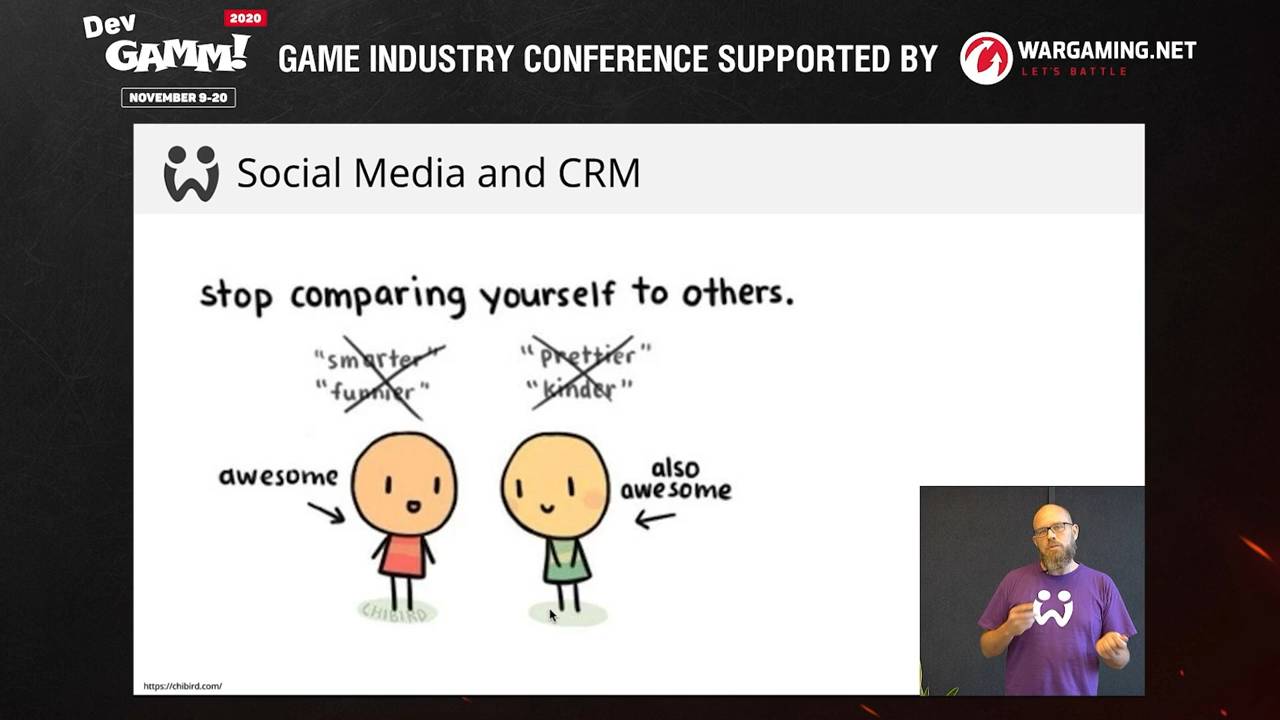 Dev
GAMM!
2020
NOVEMBER 9-20
GAME INDUSTRY CONFERENCE SUPPORTED BY
WARGAMING.NET
LET'S BATTLE
Social Media and CRM
stop comparing yourself to others.
"smarter"
"funnier"
"prettier"
"kinder"
awesome
also
awesome
CHIBIRD
https://chibird.com/